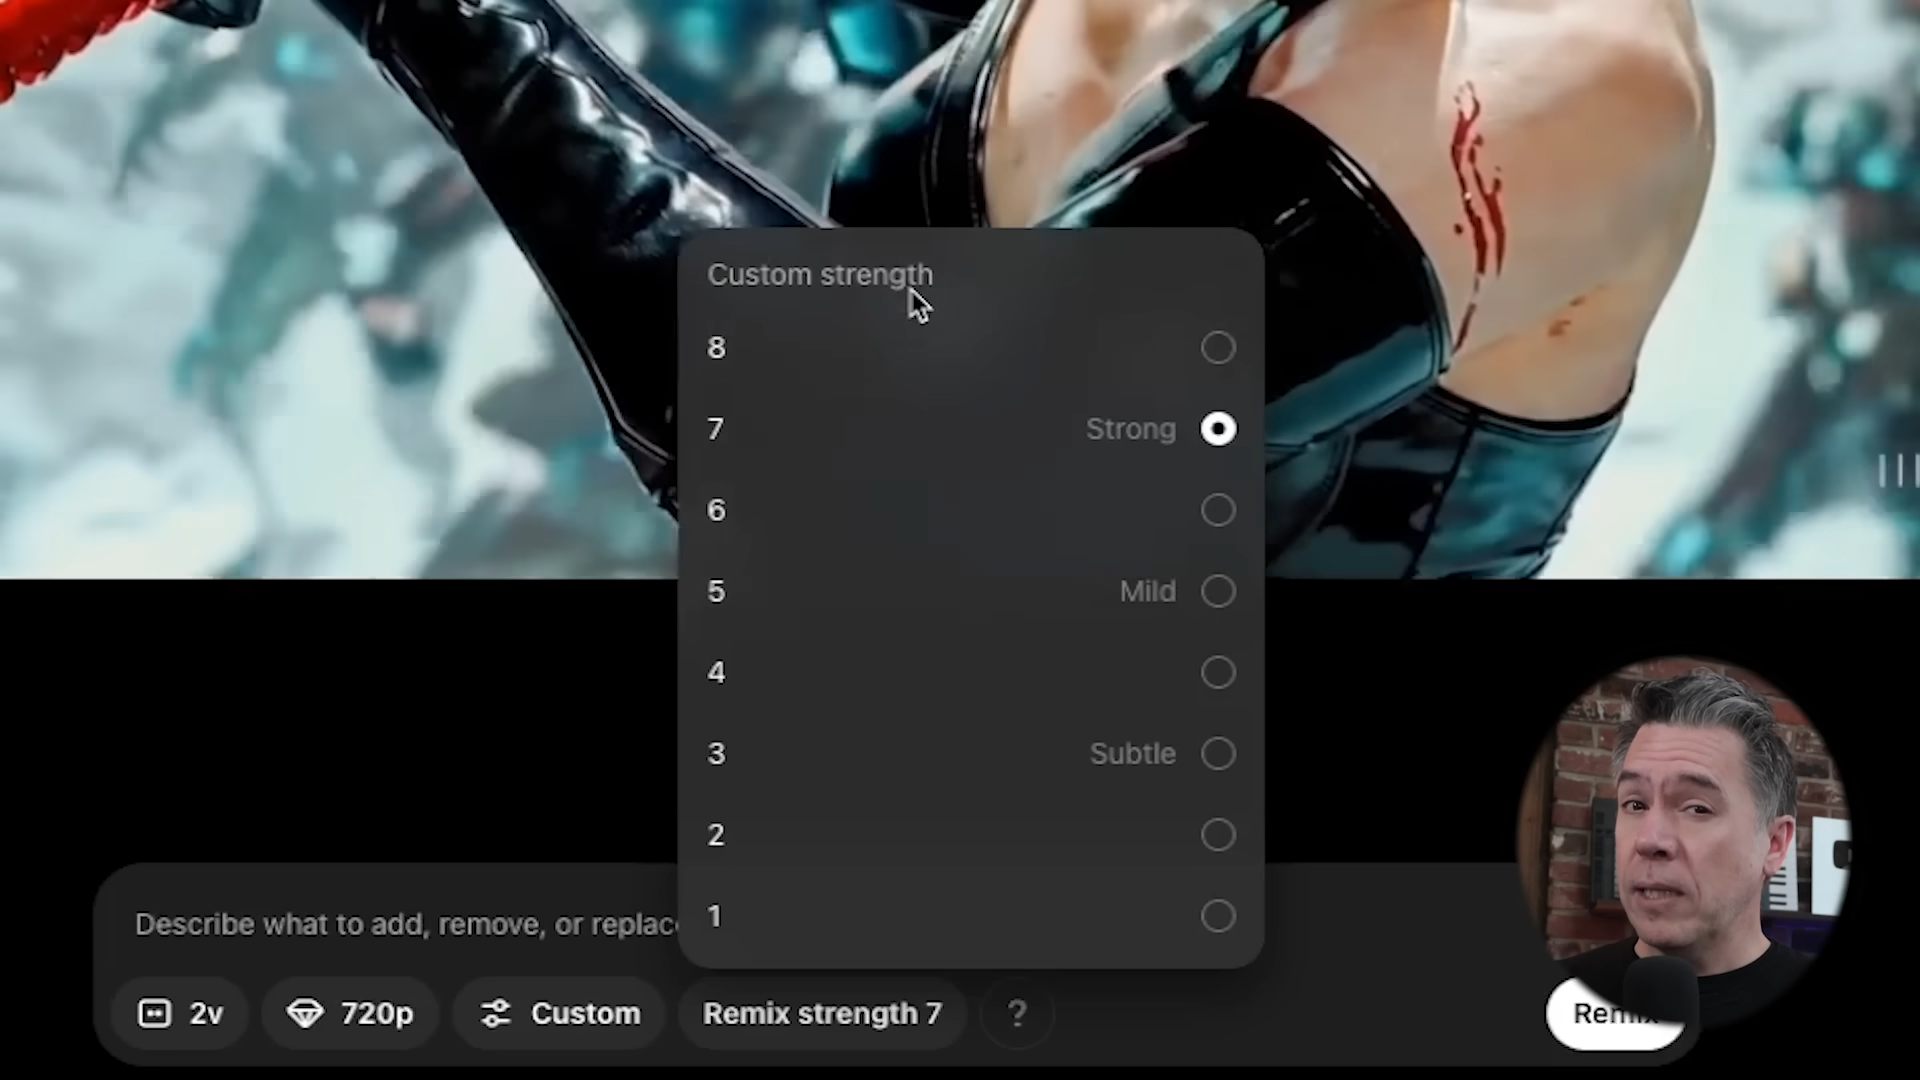 Custom strength
8
7 Strong
6
5 Mild
4
3 Subtle
2
1
Describe what to add, remove, or replac
2v 720p Custom Remix strength 7 ? Remix